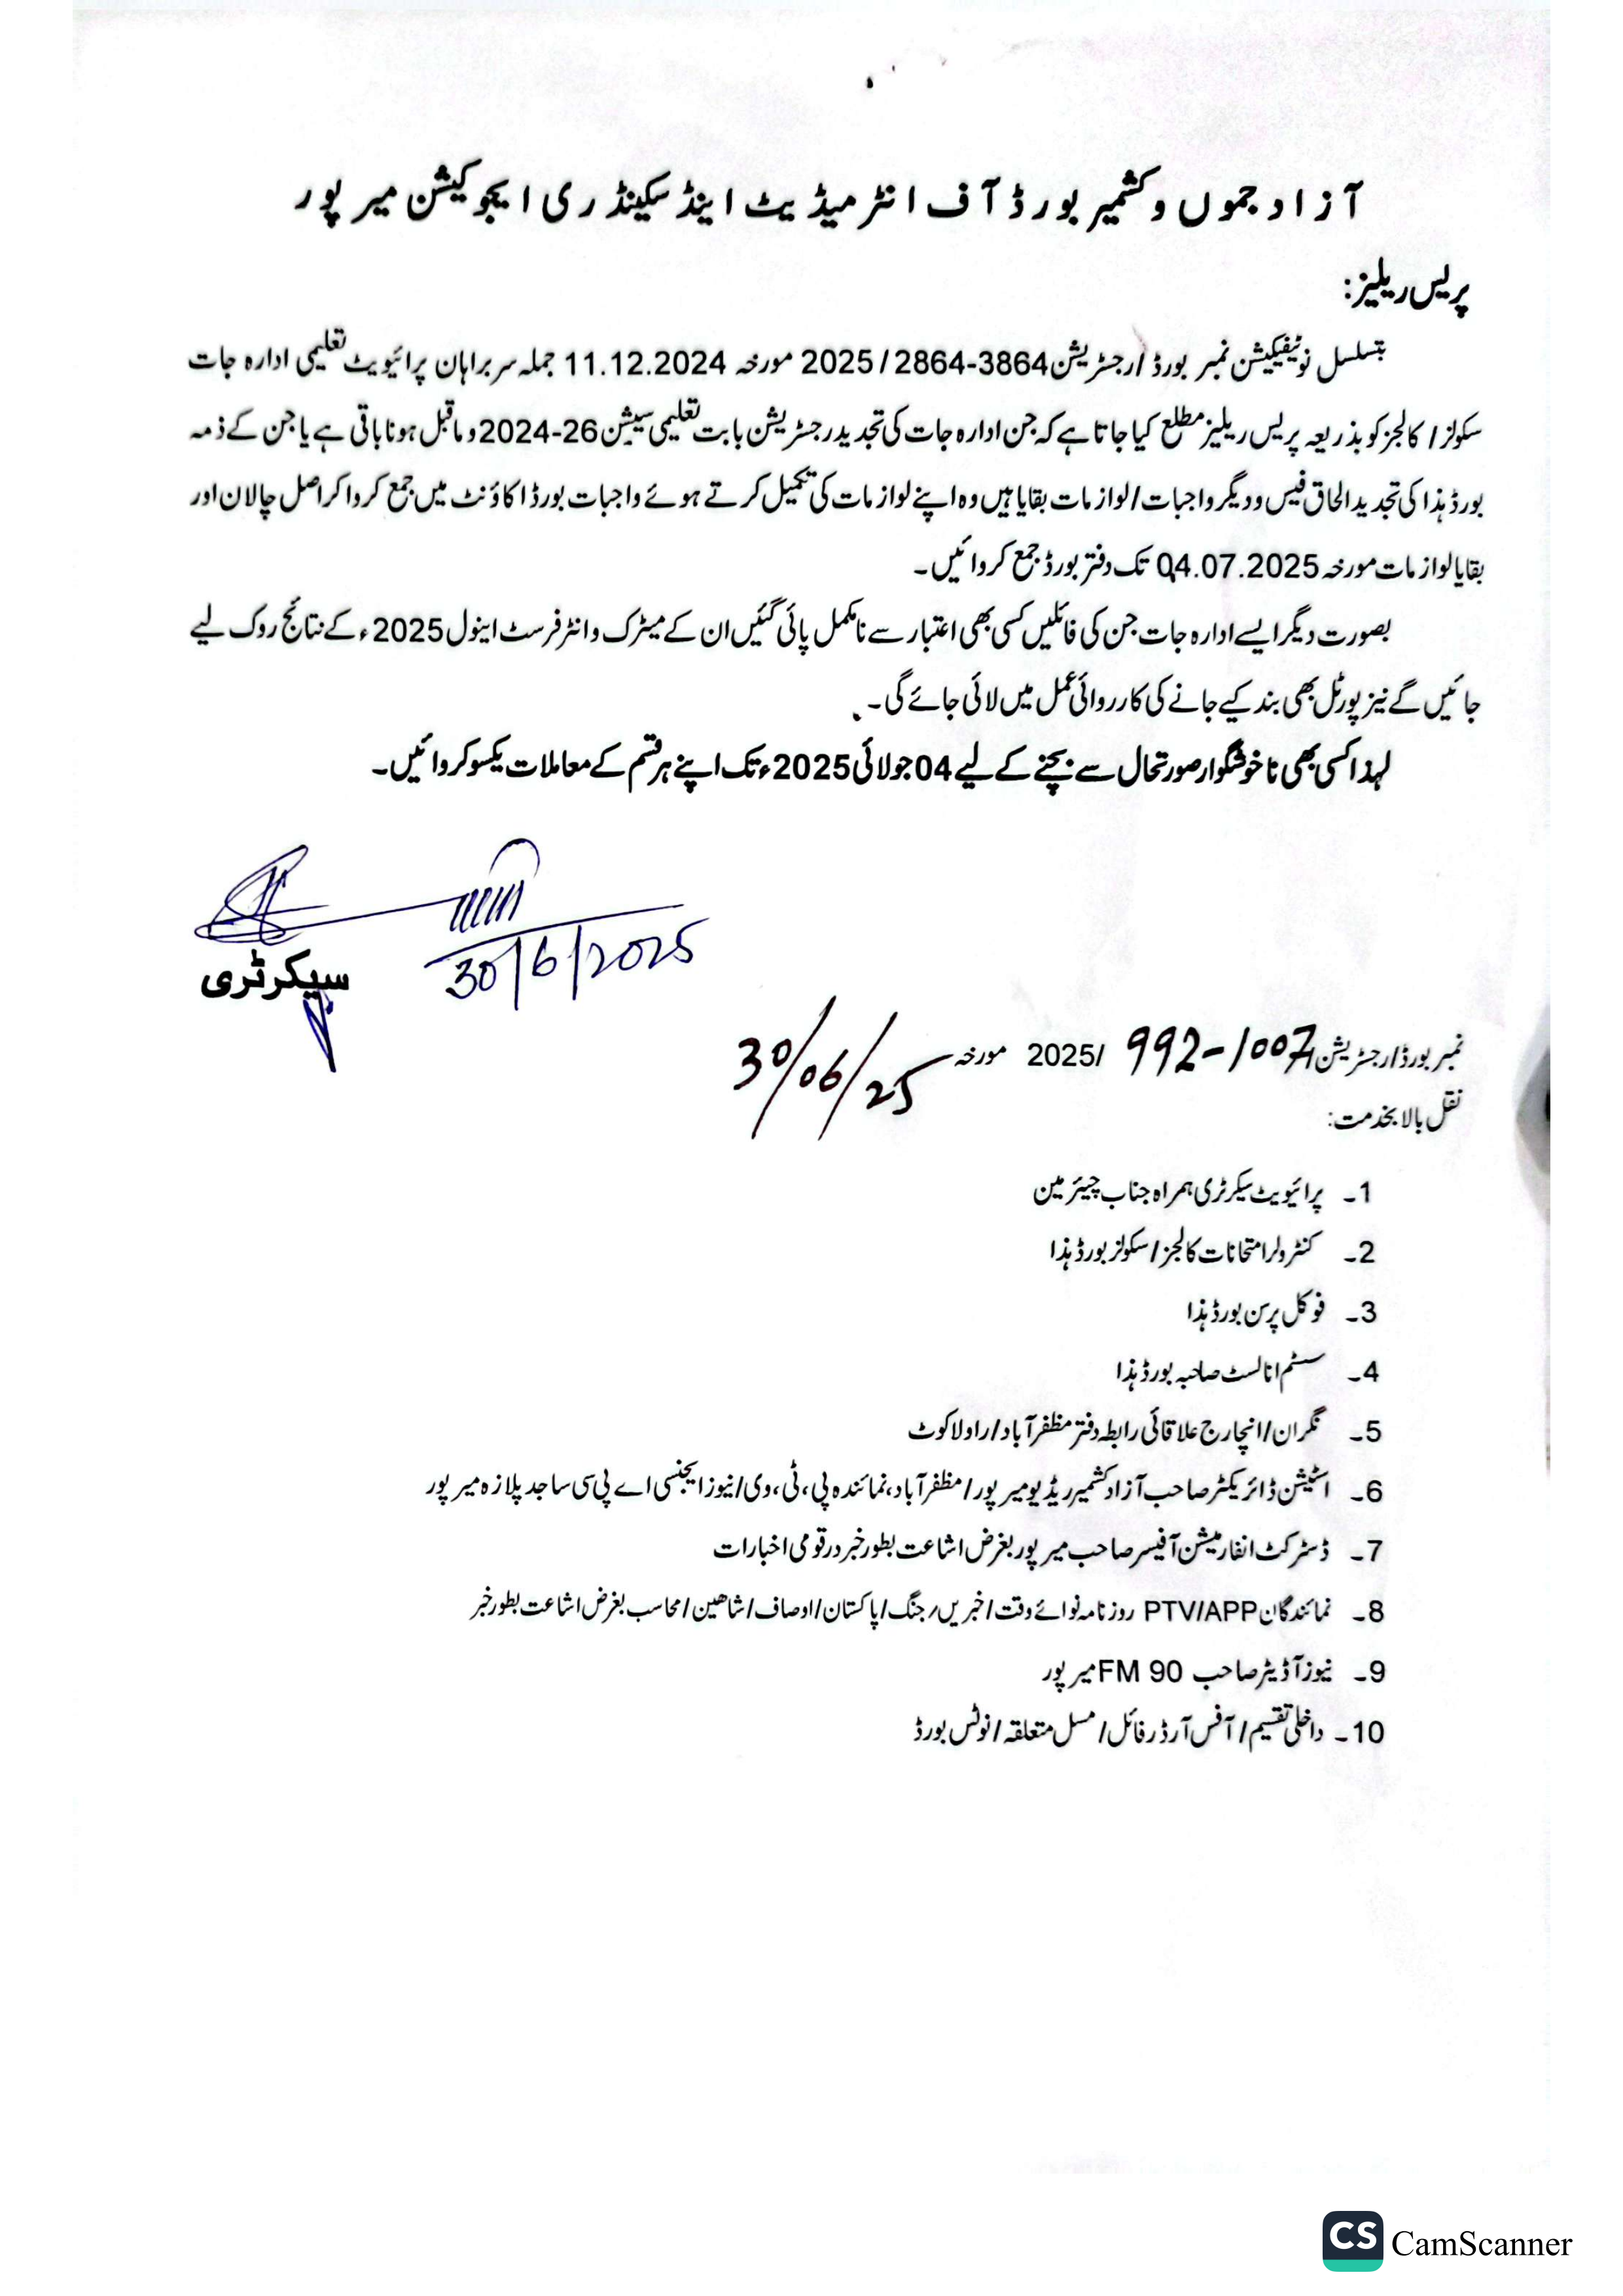 آزاد جموں و کشمیر بورڈ آف انٹرمیڈیٹ اینڈ سکینڈری ایجوکیشن میرپور
پریس ریلیز:
بتسلسل نوٹیفیکیشن نمبر بورڈ/رجسٹریشن2864-3864/2025 مورخہ 11.12.2024 جملہ سربراہان پرائیویٹ تعلیمی ادارہ جات
سکولز/کالجز کو بذریعہ پریس ریلیز مطلع کیا جاتا ہے کہ جن ادارہ جات کی تجدید رجسٹریشن بابت تعلیمی سیشن 2024-26 و ماقبل ہونا باقی ہے یا جن کے ذمہ
بورڈ ہذا کی تجدید الحاق فیس و دیگر واجبات/لوازمات بقایا ہیں وہ اپنے لوازمات کی تکمیل کرتے ہوئے واجبات بورڈ اکاؤنٹ میں جمع کروا کر اصل چالان اور
بقایا لوازمات مورخہ 04.07.2025 تک دفتر بورڈ جمع کروائیں۔
بصورت دیگر ایسے ادارہ جات جن کی فائلیں کسی بھی اعتبار سے نامکمل پائی گئیں ان کے میٹرک و انٹر فرسٹ اینول 2025ء کے نتائج روک لیے
جائیں گے نیز پورٹل بھی بند کیے جانے کی کارروائی عمل میں لائی جائے گی۔
لہذا کسی بھی ناخوشگوار صورتحال سے بچنے کے لیے 04 جولائی 2025ء تک اپنے ہر قسم کے معاملات یکسو کروائیں۔
30/6/2025
سیکرٹری
نمبر بورڈ/رجسٹریشن 992-1007 /2025 مورخہ 30/06/25
نقل بالا بخدمت:
1۔ پرائیویٹ سیکرٹری ہمراہ جناب چیئرمین
2۔ کنٹرولر امتحانات کالجز/سکولز بورڈ ہذا
3۔ فوکل پرسن بورڈ ہذا
4۔ سسٹم انالسٹ صاحبہ بورڈ ہذا
5۔ نگران/انچارج علاقائی رابطہ دفتر مظفرآباد/راولاکوٹ
6۔ اسٹیشن ڈائریکٹر صاحب آزاد کشمیر ریڈیو میرپور/مظفرآباد، نمائندہ پی،ٹی،وی/نیوز ایجنسی اے پی سی ساجد پلازہ میرپور
7۔ ڈسٹرکٹ انفارمیشن آفیسر صاحب میرپور بغرض اشاعت بطور خبر در قومی اخبارات
8۔ نمائندگان PTV/APP روزنامہ نوائے وقت/خبریں/جنگ/پاکستان/اوصاف/شاھین/محاسب بغرض اشاعت بطور خبر
9۔ نیوز آڈیٹر صاحب FM 90 میرپور
10۔ داخلی تقسیم/آفس آرڈر فائل/مسل متعلقہ/نوٹس بورڈ
CS CamScanner